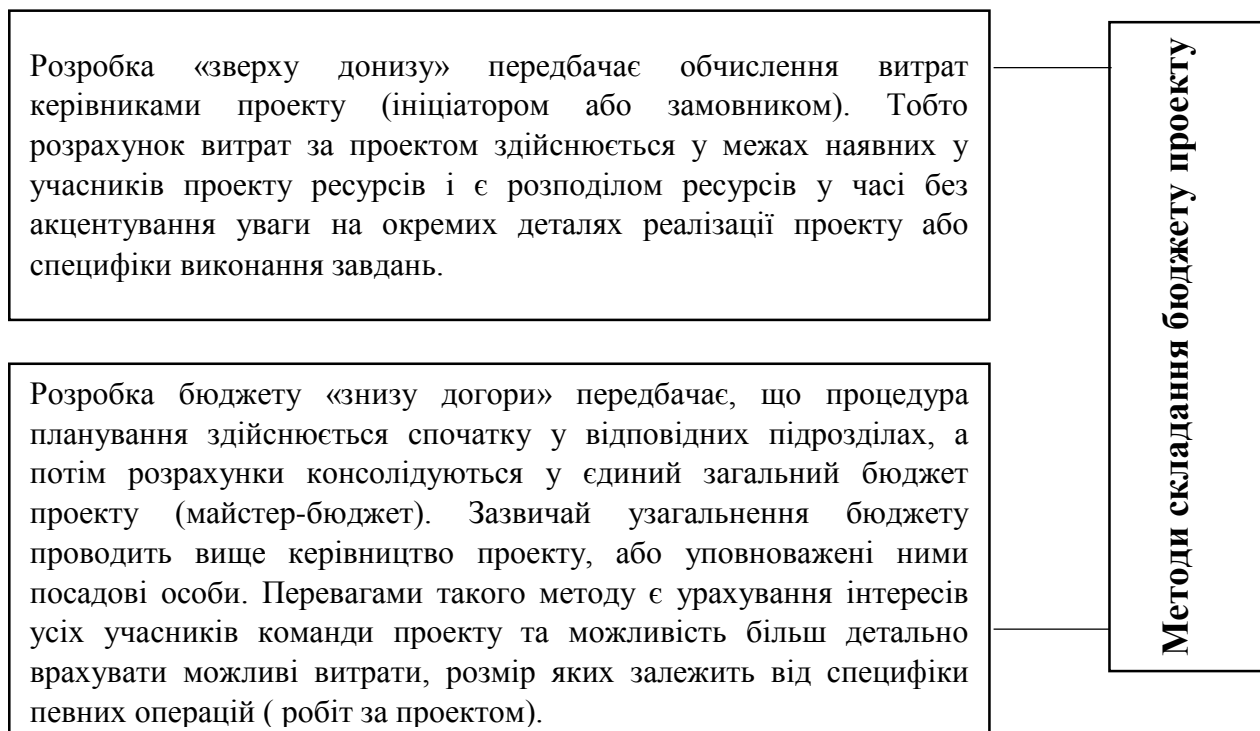 Розробка «зверху донизу» передбачає обчислення витрат
керівниками проекту (ініціатором або замовником). Тобто
розрахунок витрат за проектом здійснюється у межах наявних у
учасників проекту ресурсів і є розподілом ресурсів у часі без
акцентування уваги на окремих деталях реалізації проекту або
специфіки виконання завдань.
Розробка бюджету «знизу догори» передбачає, що процедура
планування здійснюється спочатку у відповідних підрозділах, а
потім розрахунки консолідуються у єдиний загальний бюджет
проекту (майстер-бюджет). Зазвичай узагальнення бюджету
проводить вище керівництво проекту, або уповноважені ними
посадові особи. Перевагами такого методу є урахування інтересів
усіх учасників команди проекту та можливість більш детально
врахувати можливі витрати, розмір яких залежить від специфіки
певних операцій ( робіт за проектом).
Методи складання бюджету проекту